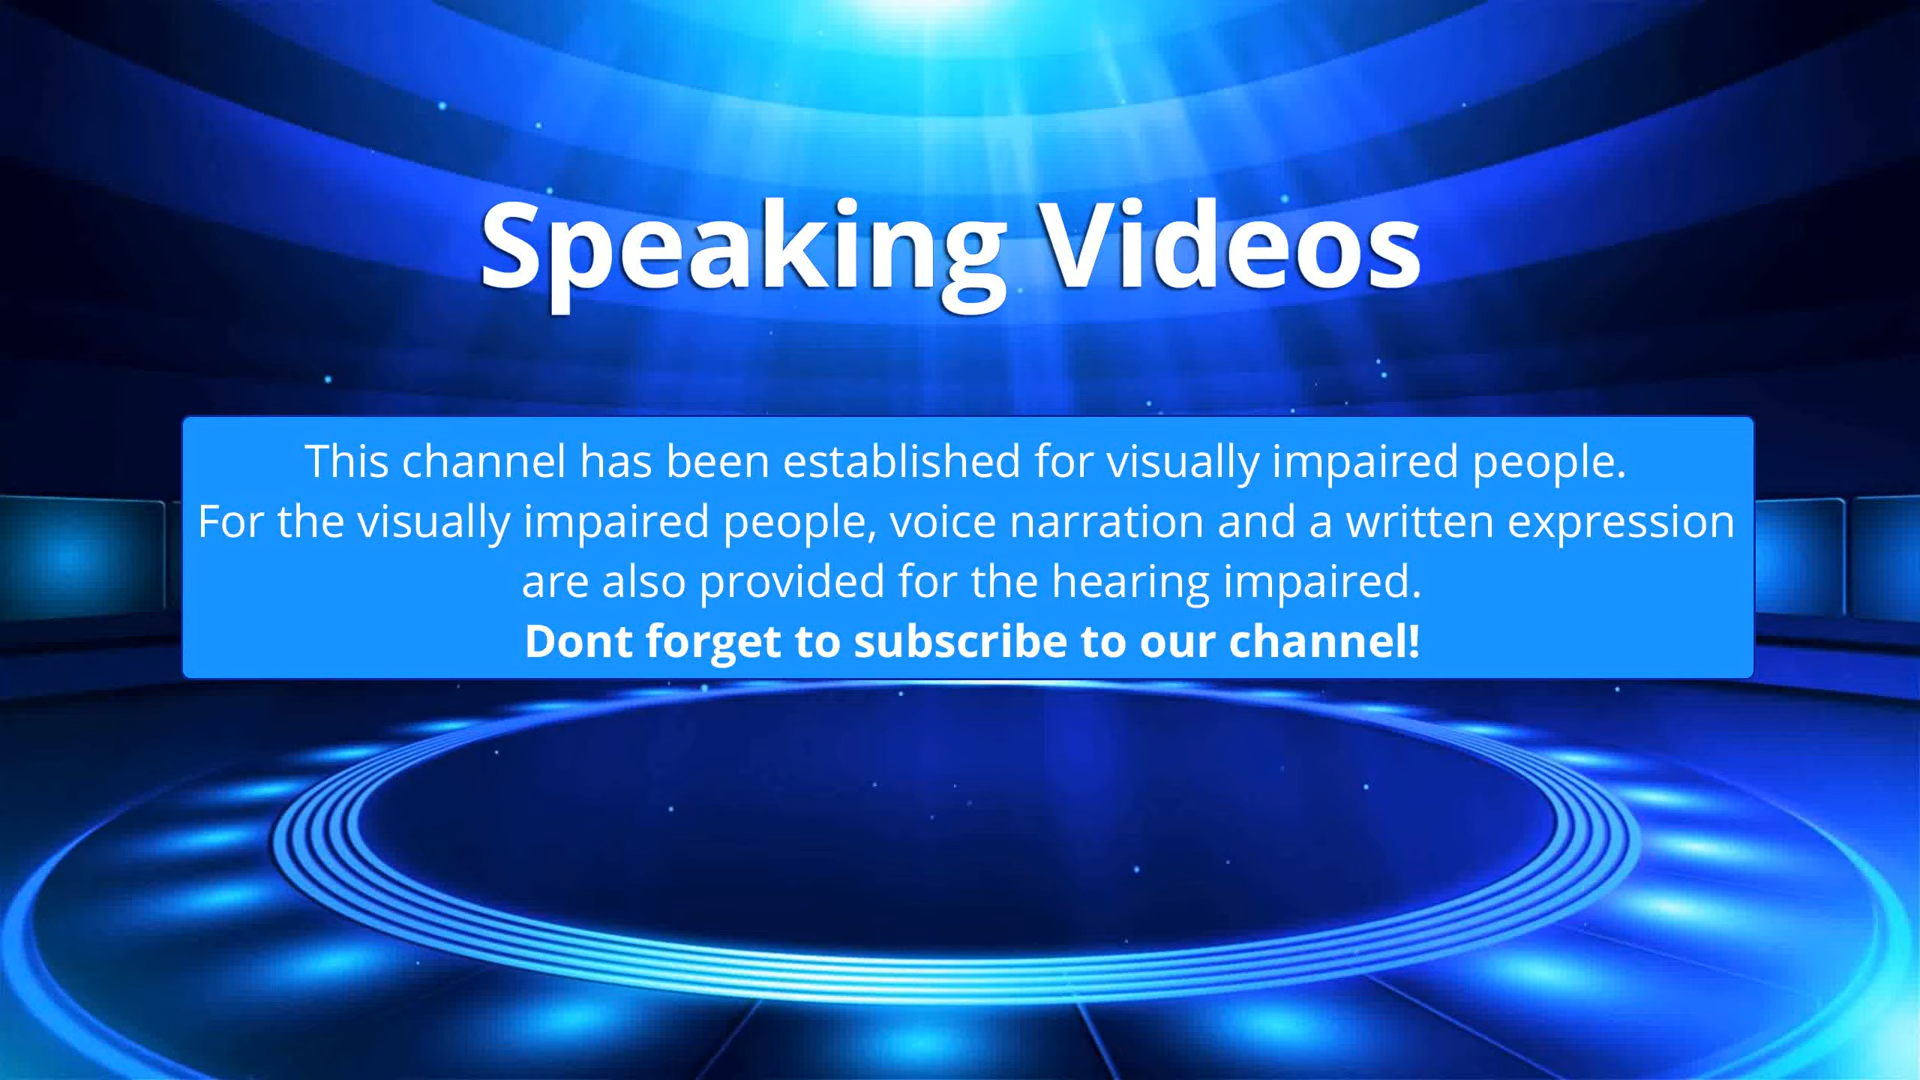 Speaking Videos
This channel has been established for visually impaired people.
For the visually impaired people, voice narration and a written expression
are also provided for the hearing impaired.
Dont forget to subscribe to our channel!